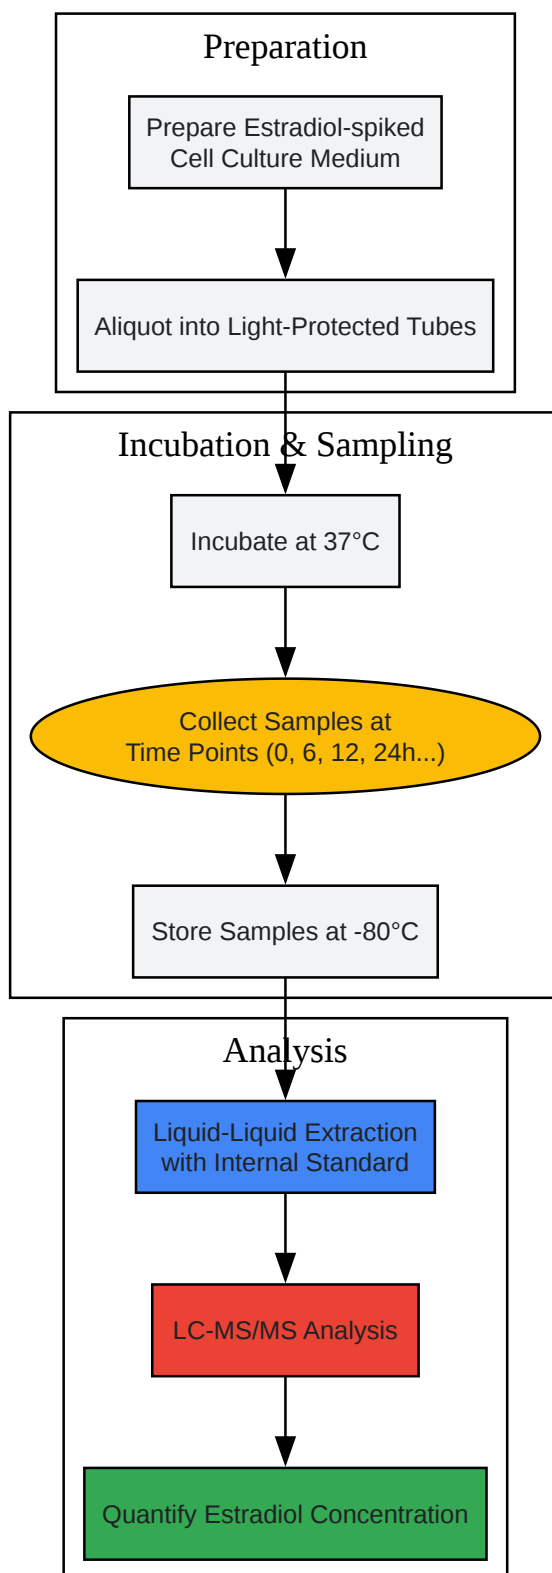 Preparation
Prepare Estradiol-spiked
Cell Culture Medium
Aliquot into Light-Protected Tubes
Incubation & Sampling
Incubate at 37°C
Collect Samples at
Time Points (0, 6, 12, 24h...)
Store Samples at -80°C
Analysis
Liquid-Liquid Extraction
with Internal Standard
LC-MS/MS Analysis
Quantify Estradiol Concentration